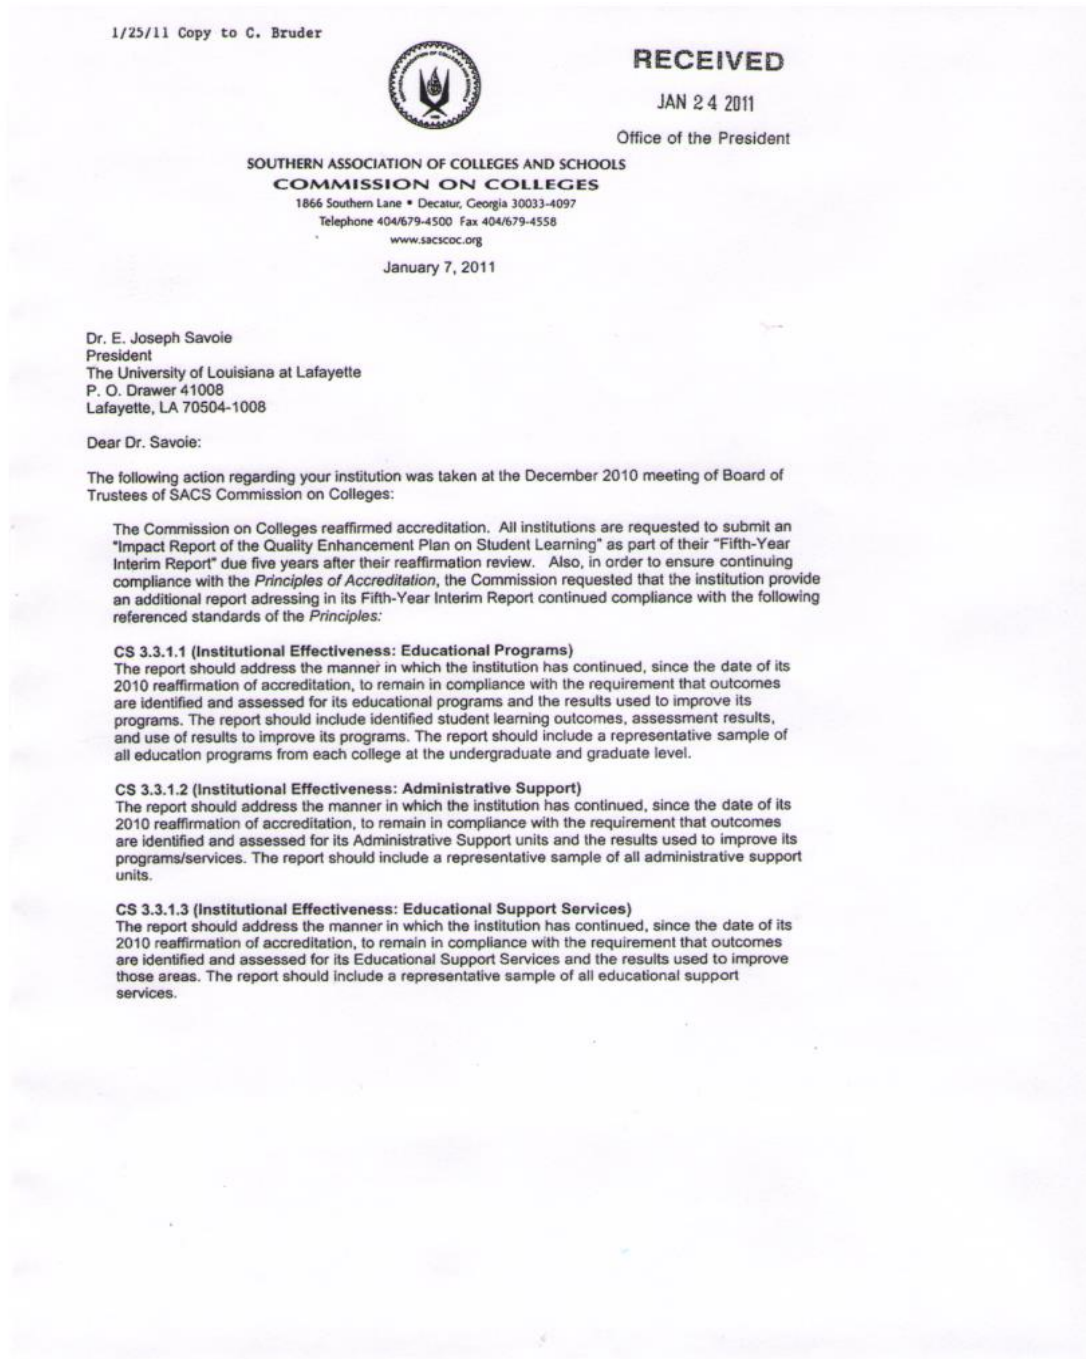 1/25/11 Copy to C. Bruder
RECEIVED
JAN 24 2011
Office of the President
SOUTHERN ASSOCIATION OF COLLEGES AND SCHOOLS
COMMISSION ON COLLEGES
1866 Southern Lane • Decatur, Georgia 30033-4097
Telephone 404/679-4500 Fax 404/679-4558
www.sacscoc.org
January 7, 2011
Dr. E. Joseph Savoie
President
The University of Louisiana at Lafayette
P. O. Drawer 41008
Lafayette, LA 70504-1008
Dear Dr. Savoie:
The following action regarding your institution was taken at the December 2010 meeting of Board of
Trustees of SACS Commission on Colleges:
The Commission on Colleges reaffirmed accreditation. All institutions are requested to submit an
"Impact Report of the Quality Enhancement Plan on Student Learning" as part of their "Fifth-Year
Interim Report" due five years after their reaffirmation review. Also, in order to ensure continuing
compliance with the Principles of Accreditation, the Commission requested that the institution provide
an additional report adressing in its Fifth-Year Interim Report continued compliance with the following
referenced standards of the Principles:
CS 3.3.1.1 (Institutional Effectiveness: Educational Programs)
The report should address the manner in which the institution has continued, since the date of its
2010 reaffirmation of accreditation, to remain in compliance with the requirement that outcomes
are identified and assessed for its educational programs and the results used to improve its
programs. The report should include identified student learning outcomes, assessment results,
and use of results to improve its programs. The report should include a representative sample of
all education programs from each college at the undergraduate and graduate level.
CS 3.3.1.2 (Institutional Effectiveness: Administrative Support)
The report should address the manner in which the institution has continued, since the date of its
2010 reaffirmation of accreditation, to remain in compliance with the requirement that outcomes
are identified and assessed for its Administrative Support units and the results used to improve its
programs/services. The report should include a representative sample of all administrative support
units.
CS 3.3.1.3 (Institutional Effectiveness: Educational Support Services)
The report should address the manner in which the institution has continued, since the date of its
2010 reaffirmation of accreditation, to remain in compliance with the requirement that outcomes
are identified and assessed for its Educational Support Services and the results used to improve
those areas. The report should include a representative sample of all educational support
services.